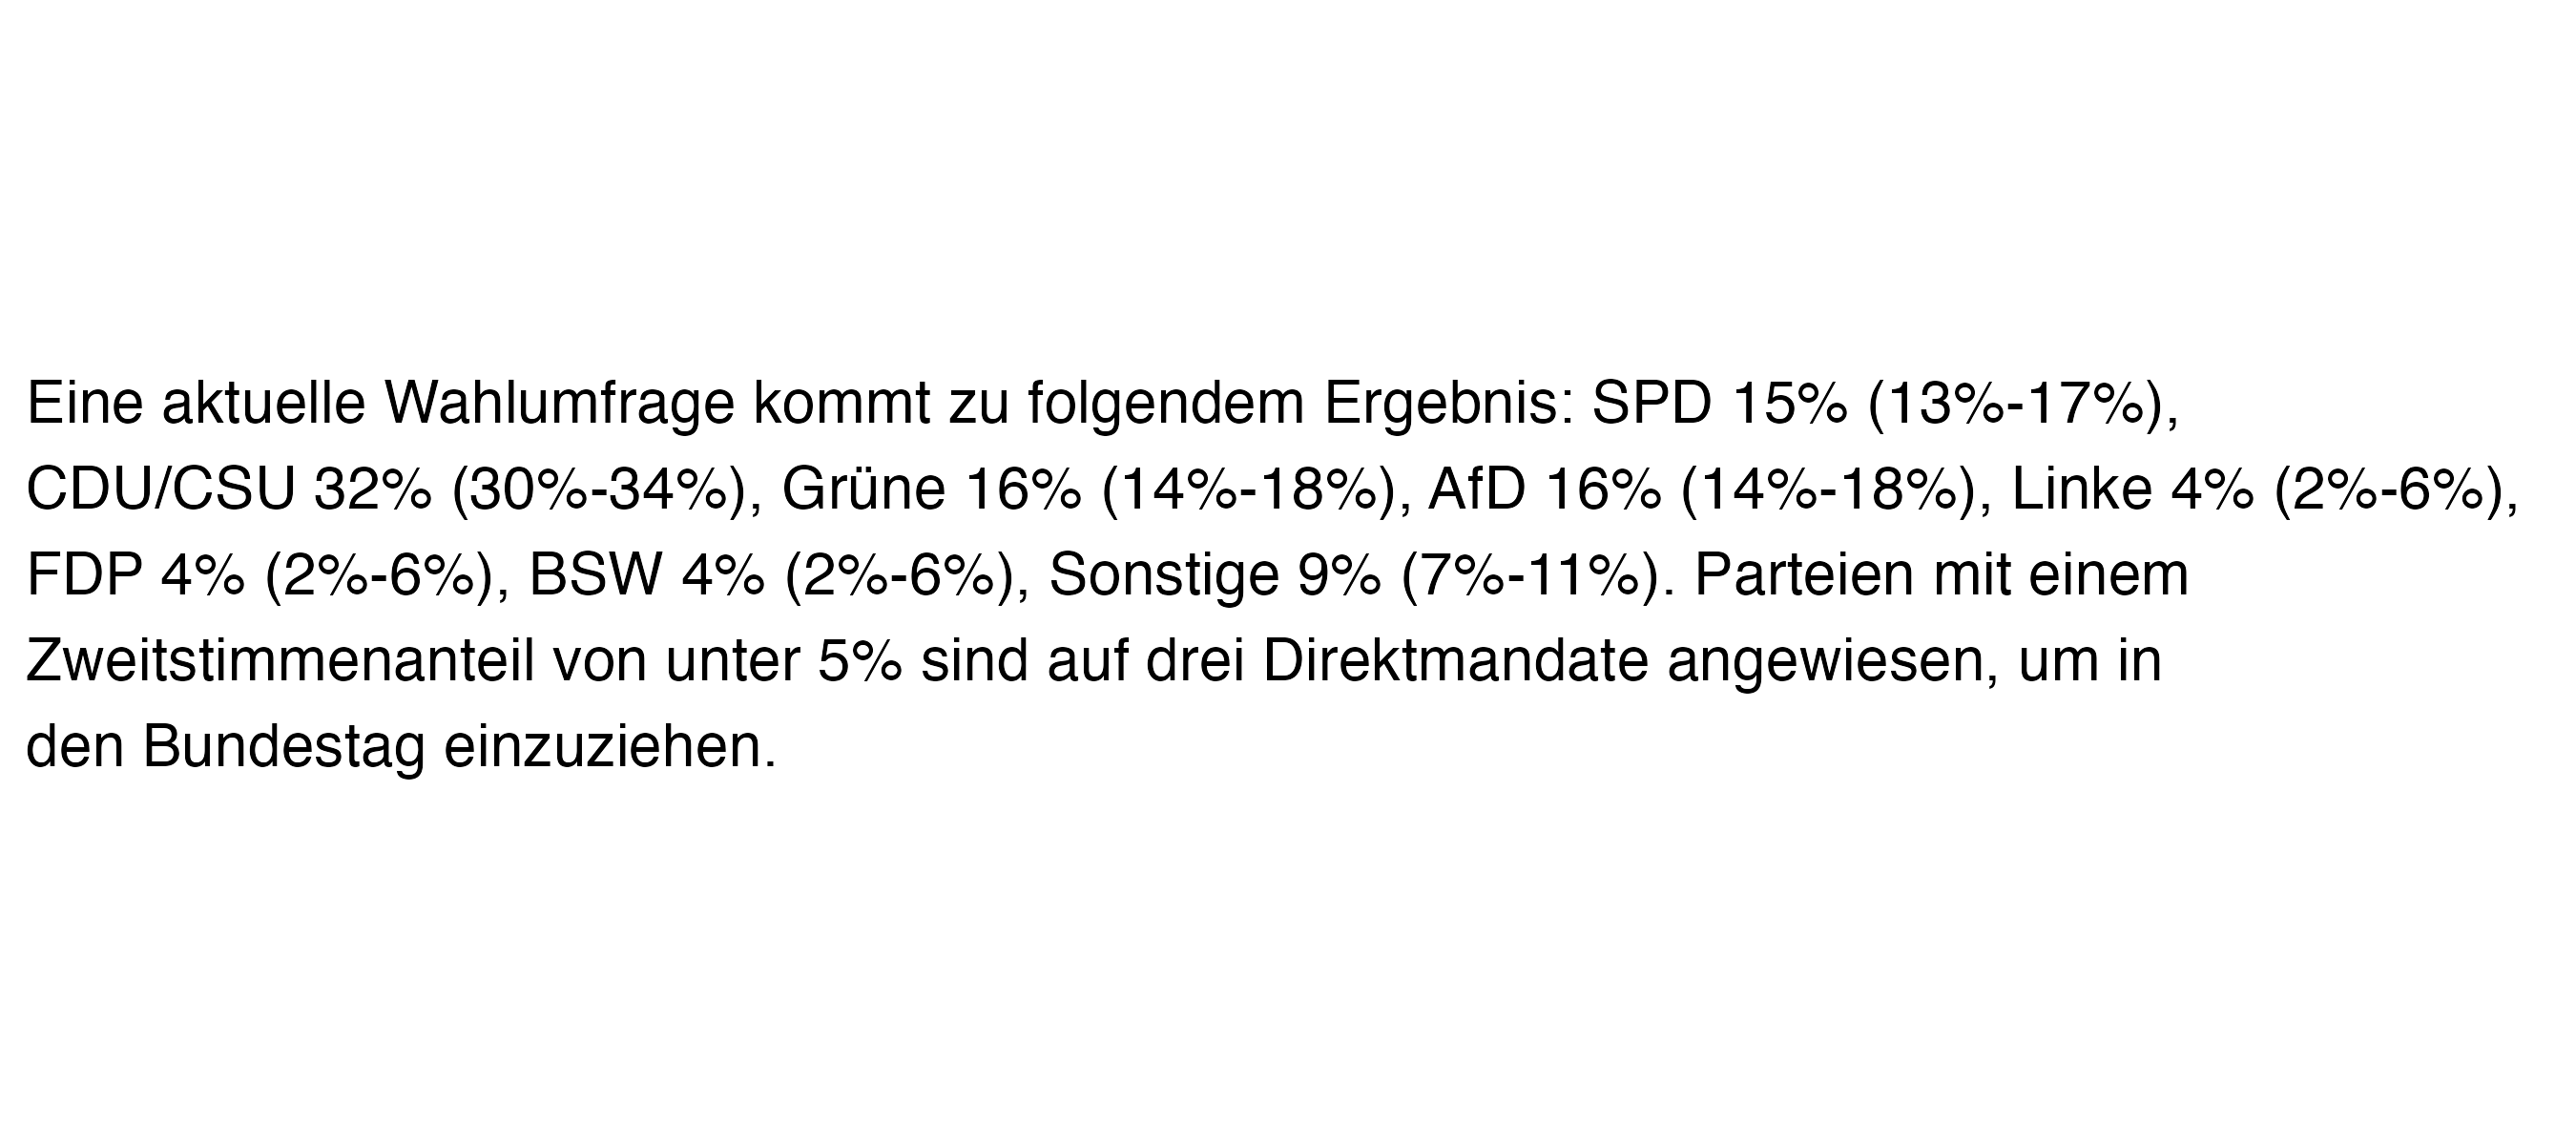 Eine aktuelle Wahlumfrage kommt zu folgendem Ergebnis: SPD 15% (13%-17%),
CDU/CSU 32% (30%-34%), Grüne 16% (14%-18%), AfD 16% (14%-18%), Linke 4% (2%-6%),
FDP 4% (2%-6%), BSW 4% (2%-6%), Sonstige 9% (7%-11%). Parteien mit einem
Zweitstimmenanteil von unter 5% sind auf drei Direktmandate angewiesen, um in
den Bundestag einzuziehen.